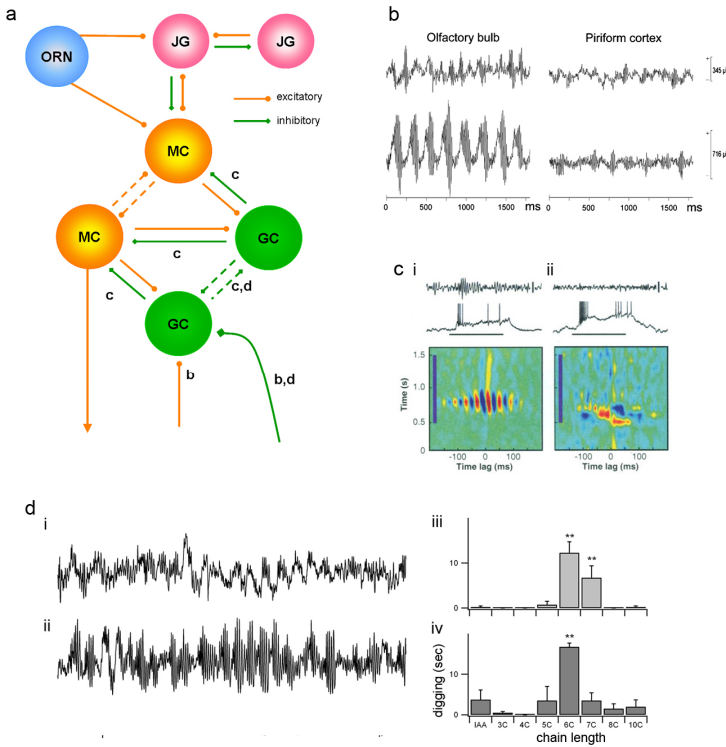 a
ORN
JG
JG
excitatory
inhibitory
MC
c
MC
GC
c
c
c,d
GC
b
b,d
b
Olfactory bulb
Piriform cortex
+
345 µ
-
+
716 µ
-
0 500 1000 1500 ms
0 500 1000 1500 ms
c
i
ii
1.5
1.0
0.5
0
Time (s)
-100 0 100
-100 0 100
Time lag (ms)
Time lag (ms)
d
i
ii
iii
**
**
10
0
iv
**
10
0
digging (sec)
IAA 3C 4C 5C 6C 7C 8C 10C
chain length